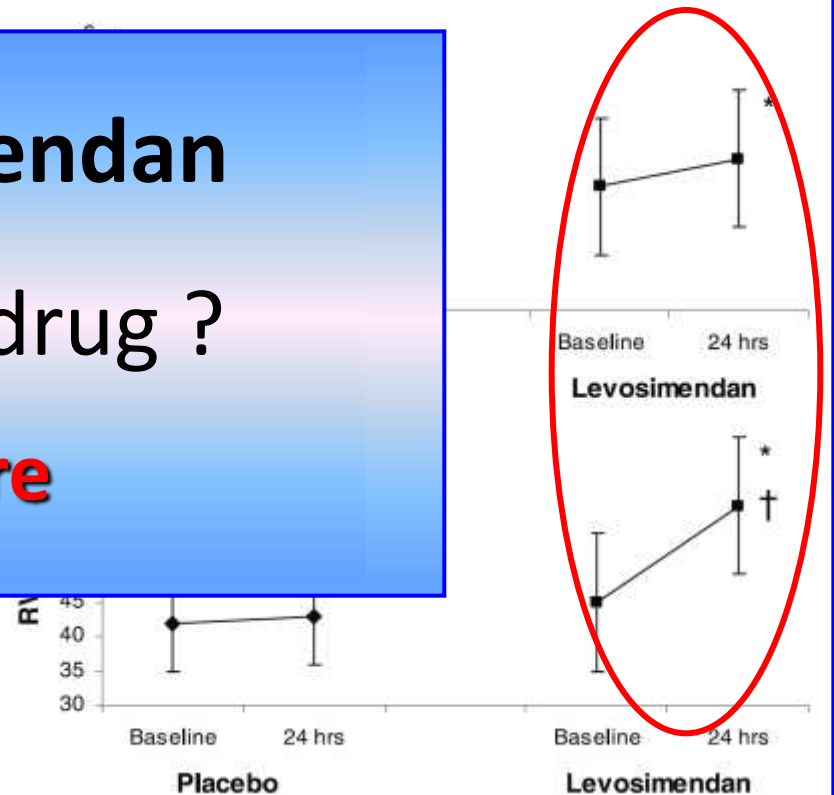 endan
drug ?
re
*
Baseline 24 hrs
Levosimendan
*
†
45
40
35
30
Baseline 24 hrs Baseline 24 hrs
Placebo Levosimendan